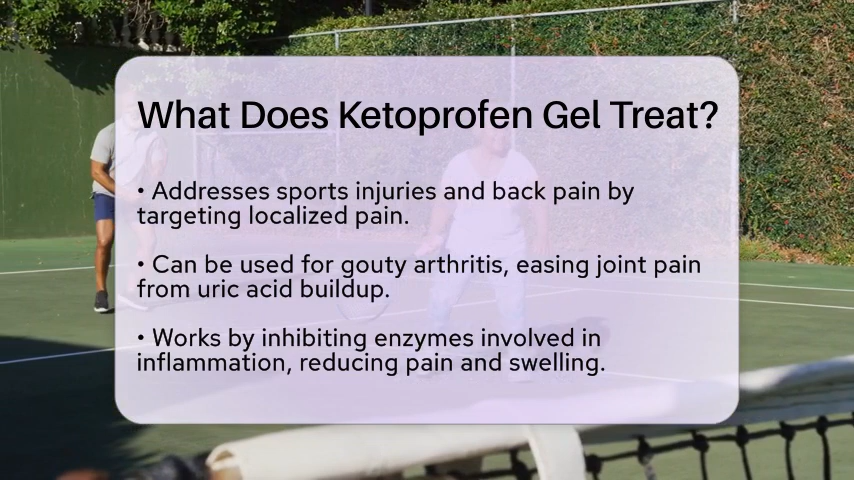 What Does Ketoprofen Gel Treat?
• Addresses sports injuries and back pain by
targeting localized pain.
• Can be used for gouty arthritis, easing joint pain
from uric acid buildup.
• Works by inhibiting enzymes involved in
inflammation, reducing pain and swelling.